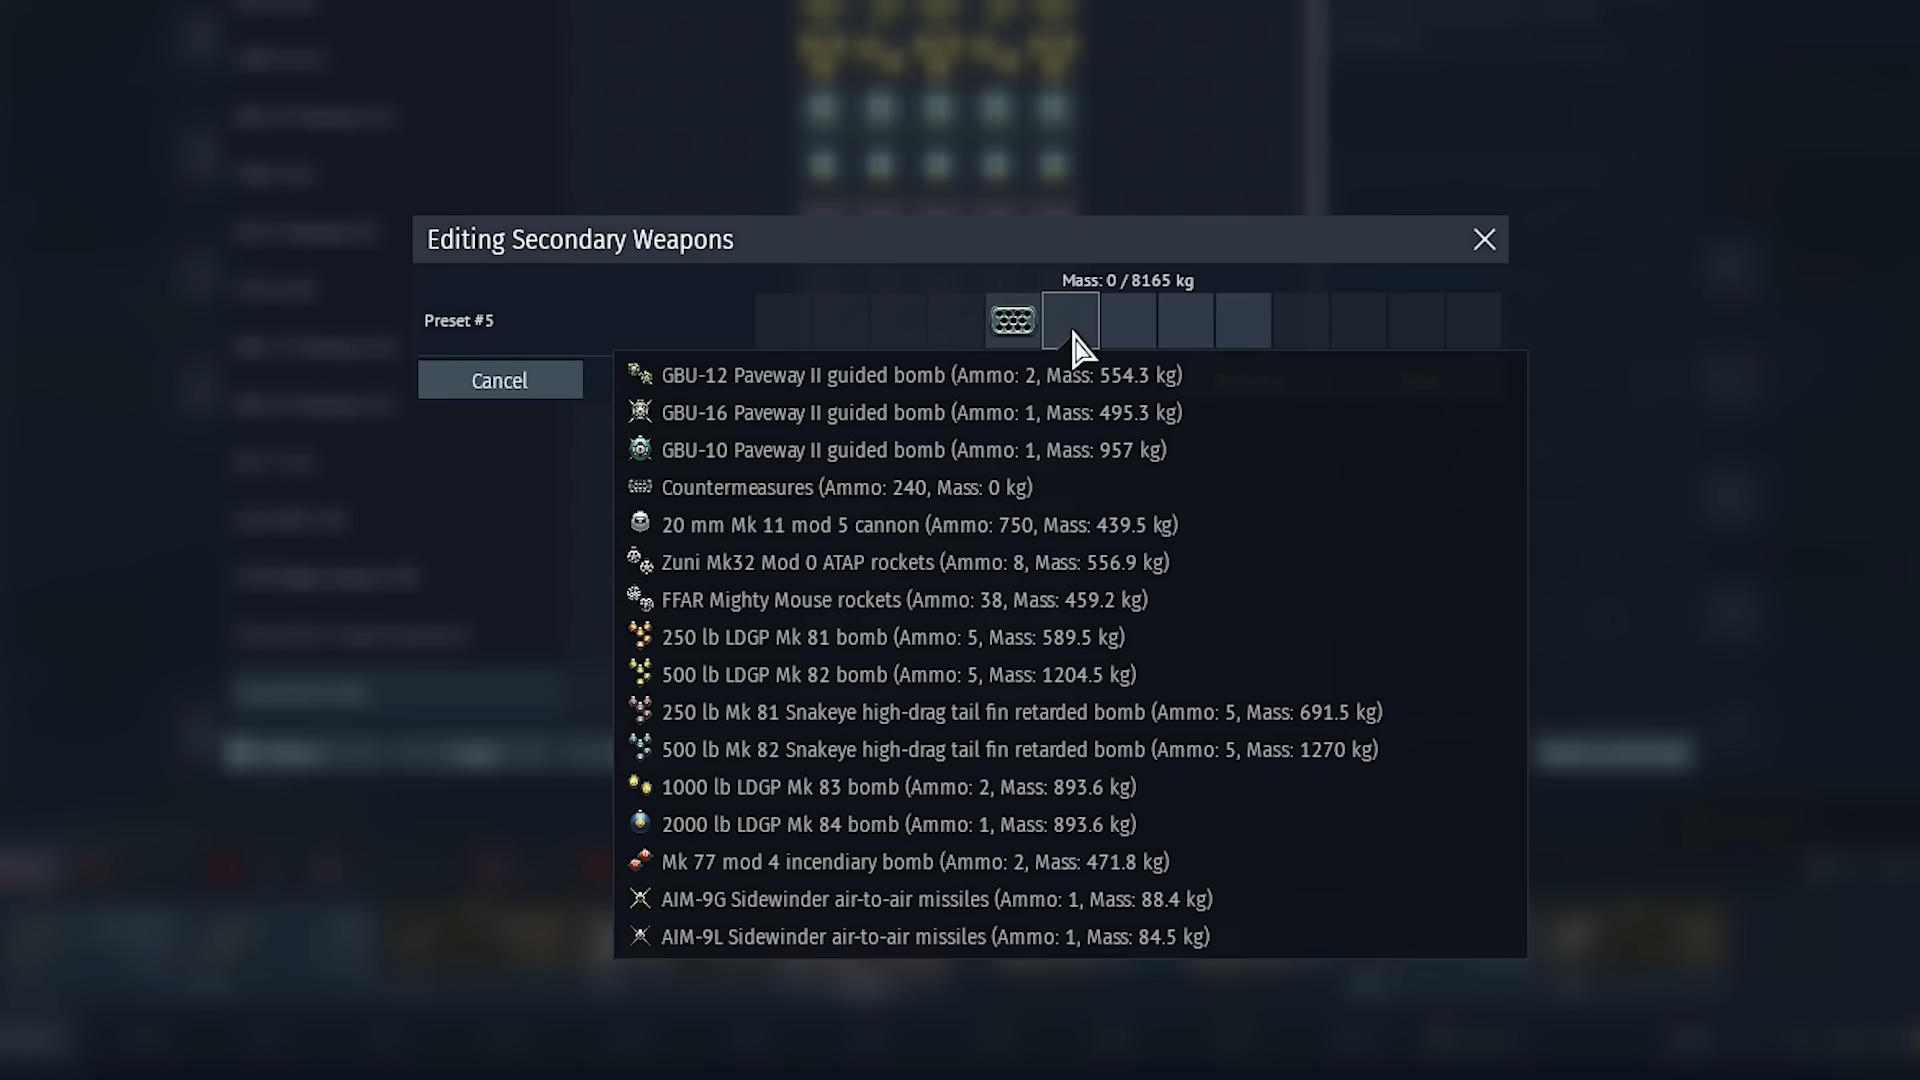 Editing Secondary Weapons
Mass: 0 / 8165 kg
Preset #5
Cancel
GBU-12 Paveway II guided bomb (Ammo: 2, Mass: 554.3 kg)
GBU-16 Paveway II guided bomb (Ammo: 1, Mass: 495.3 kg)
GBU-10 Paveway II guided bomb (Ammo: 1, Mass: 957 kg)
Countermeasures (Ammo: 240, Mass: 0 kg)
20 mm Mk 11 mod 5 cannon (Ammo: 750, Mass: 439.5 kg)
Zuni Mk32 Mod 0 ATAP rockets (Ammo: 8, Mass: 556.9 kg)
FFAR Mighty Mouse rockets (Ammo: 38, Mass: 459.2 kg)
250 lb LDGP Mk 81 bomb (Ammo: 5, Mass: 589.5 kg)
500 lb LDGP Mk 82 bomb (Ammo: 5, Mass: 1204.5 kg)
250 lb Mk 81 Snakeye high-drag tail fin retarded bomb (Ammo: 5, Mass: 691.5 kg)
500 lb Mk 82 Snakeye high-drag tail fin retarded bomb (Ammo: 5, Mass: 1270 kg)
1000 lb LDGP Mk 83 bomb (Ammo: 2, Mass: 893.6 kg)
2000 lb LDGP Mk 84 bomb (Ammo: 1, Mass: 893.6 kg)
Mk 77 mod 4 incendiary bomb (Ammo: 2, Mass: 471.8 kg)
AIM-9G Sidewinder air-to-air missiles (Ammo: 1, Mass: 88.4 kg)
AIM-9L Sidewinder air-to-air missiles (Ammo: 1, Mass: 84.5 kg)